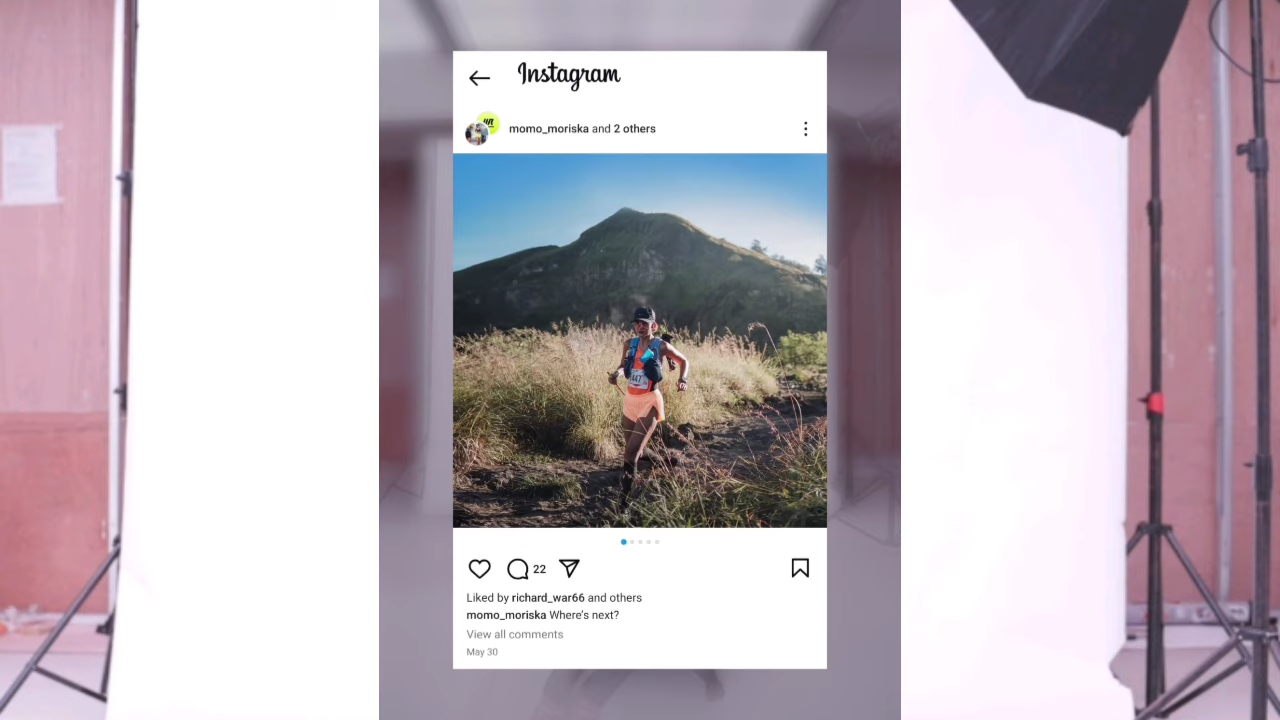 Instagram
momo_moriska and 2 others
447
22
Liked by richard_war66 and others
momo_moriska Where's next?
View all comments
May 30